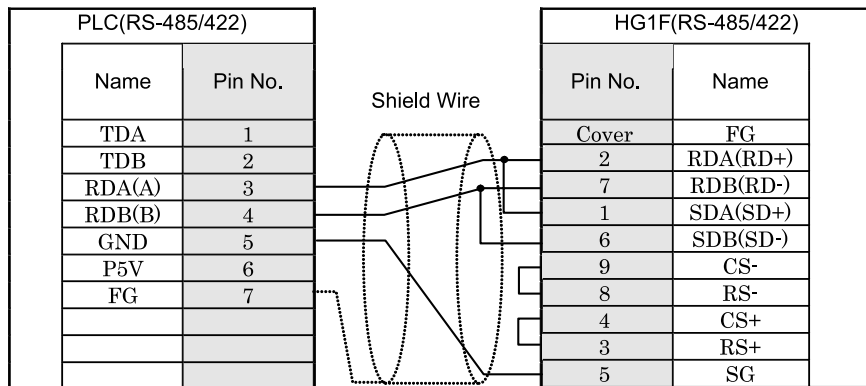 PLC(RS-485/422)
Name Pin No.
TDA 1
TDB 2
RDA(A) 3
RDB(B) 4
GND 5
P5V 6
FG 7
Shield Wire
HG1F(RS-485/422)
Pin No. Name
Cover FG
2 RDA(RD+)
7 RDB(RD-)
1 SDA(SD+)
6 SDB(SD-)
9 CS-
8 RS-
4 CS+
3 RS+
5 SG